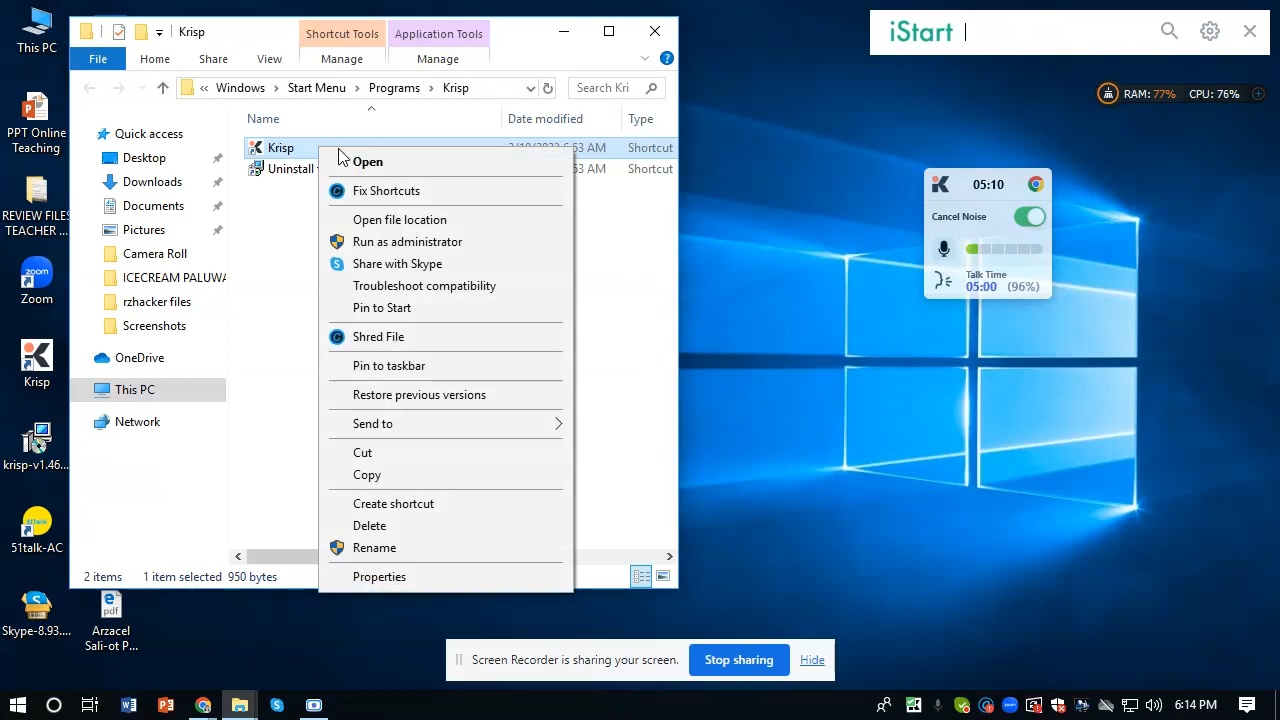 This PC
PPT Online
Teaching
REVIEW FILES
TEACHER ...
Zoom
Krisp
krisp-v1.46...
51talk-AC
Skype-8.93....
Arzacel
Sali-ot P...
Krisp
Shortcut Tools
Application Tools
File
Home
Share
View
Manage
Manage
« Windows > Start Menu > Programs > Krisp
Search Kri
Name
Date modified
Type
Krisp
Shortcut
Uninstall
Shortcut
Quick access
Desktop
Downloads
Documents
Pictures
Camera Roll
ICECREAM PALUWA
rzhacker files
Screenshots
OneDrive
This PC
Network
2 items
1 item selected
950 bytes
Open
Fix Shortcuts
Open file location
Run as administrator
Share with Skype
Troubleshoot compatibility
Pin to Start
Shred File
Pin to taskbar
Restore previous versions
Send to
Cut
Copy
Create shortcut
Delete
Rename
Properties
iStart
RAM: 77% CPU: 76%
05:10
Cancel Noise
Talk Time
05:00 (96%)
Screen Recorder is sharing your screen.
Stop sharing
Hide
6:14 PM